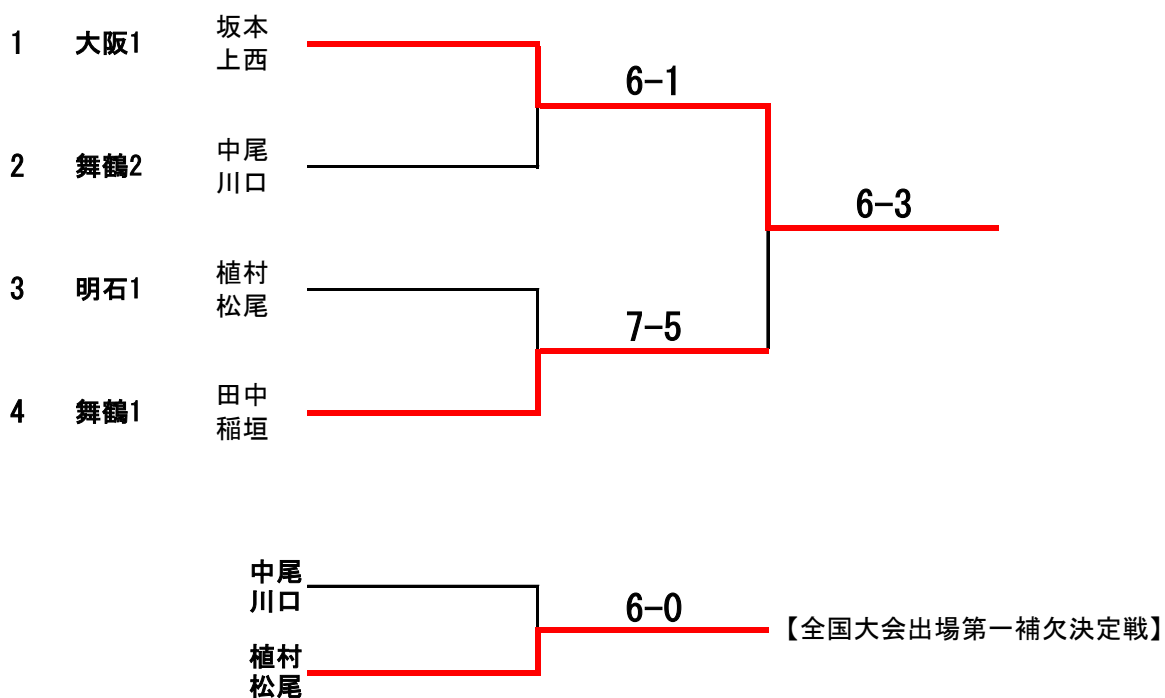 1 大阪1 坂本
上西
6-1
2 舞鶴2 中尾
川口
6-3
3 明石1 植村
松尾
7-5
4 舞鶴1 田中
稲垣
中尾
川口
6-0
【全国大会出場第一補欠決定戦】
植村
松尾